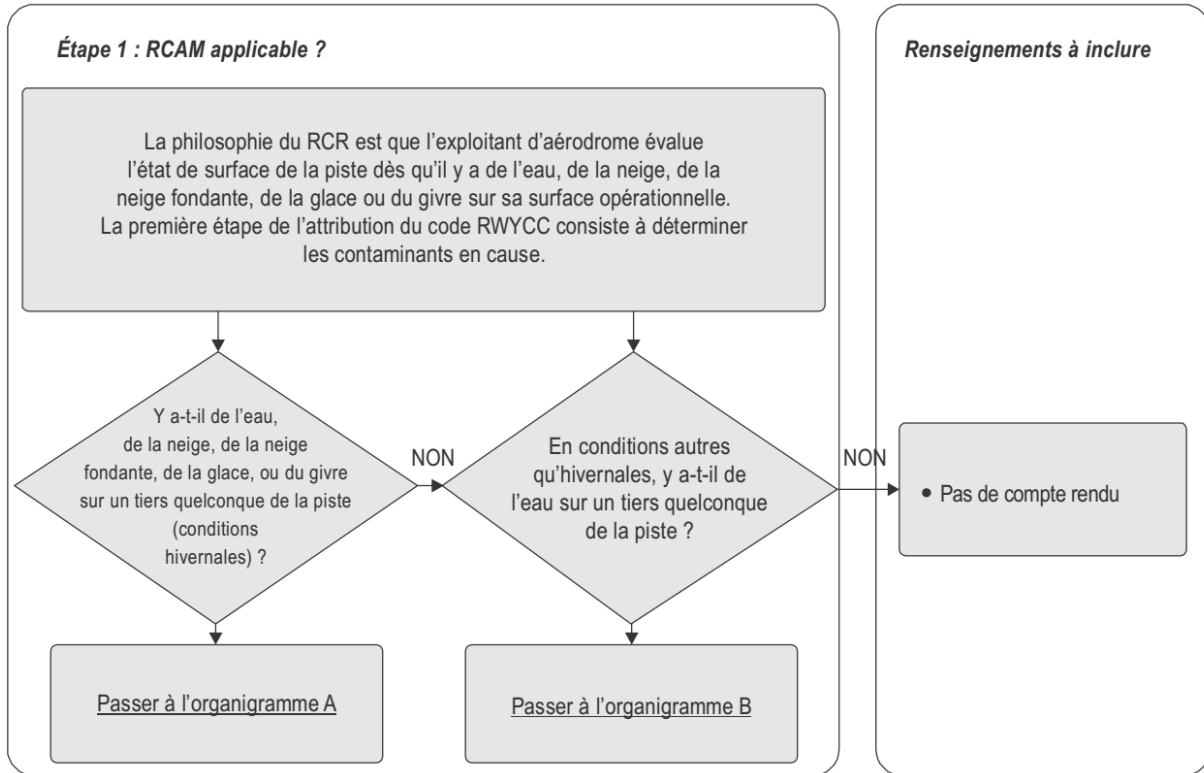 Étape 1 : RCAM applicable ?
Renseignements à inclure
La philosophie du RCR est que l'exploitant d'aérodrome évalue
l'état de surface de la piste dès qu'il y a de l'eau, de la neige, de la
neige fondante, de la glace ou du givre sur sa surface opérationnelle.
La première étape de l'attribution du code RWYCC consiste à déterminer
les contaminants en cause.
Y a-t-il de l'eau,
de la neige, de la neige
fondante, de la glace, ou du givre
sur un tiers quelconque de la piste
(conditions
hivernales) ?
NON
En conditions autres
qu'hivernales, y a-t-il de
l'eau sur un tiers quelconque
de la piste ?
NON
• Pas de compte rendu
Passer à l'organigramme A
Passer à l'organigramme B